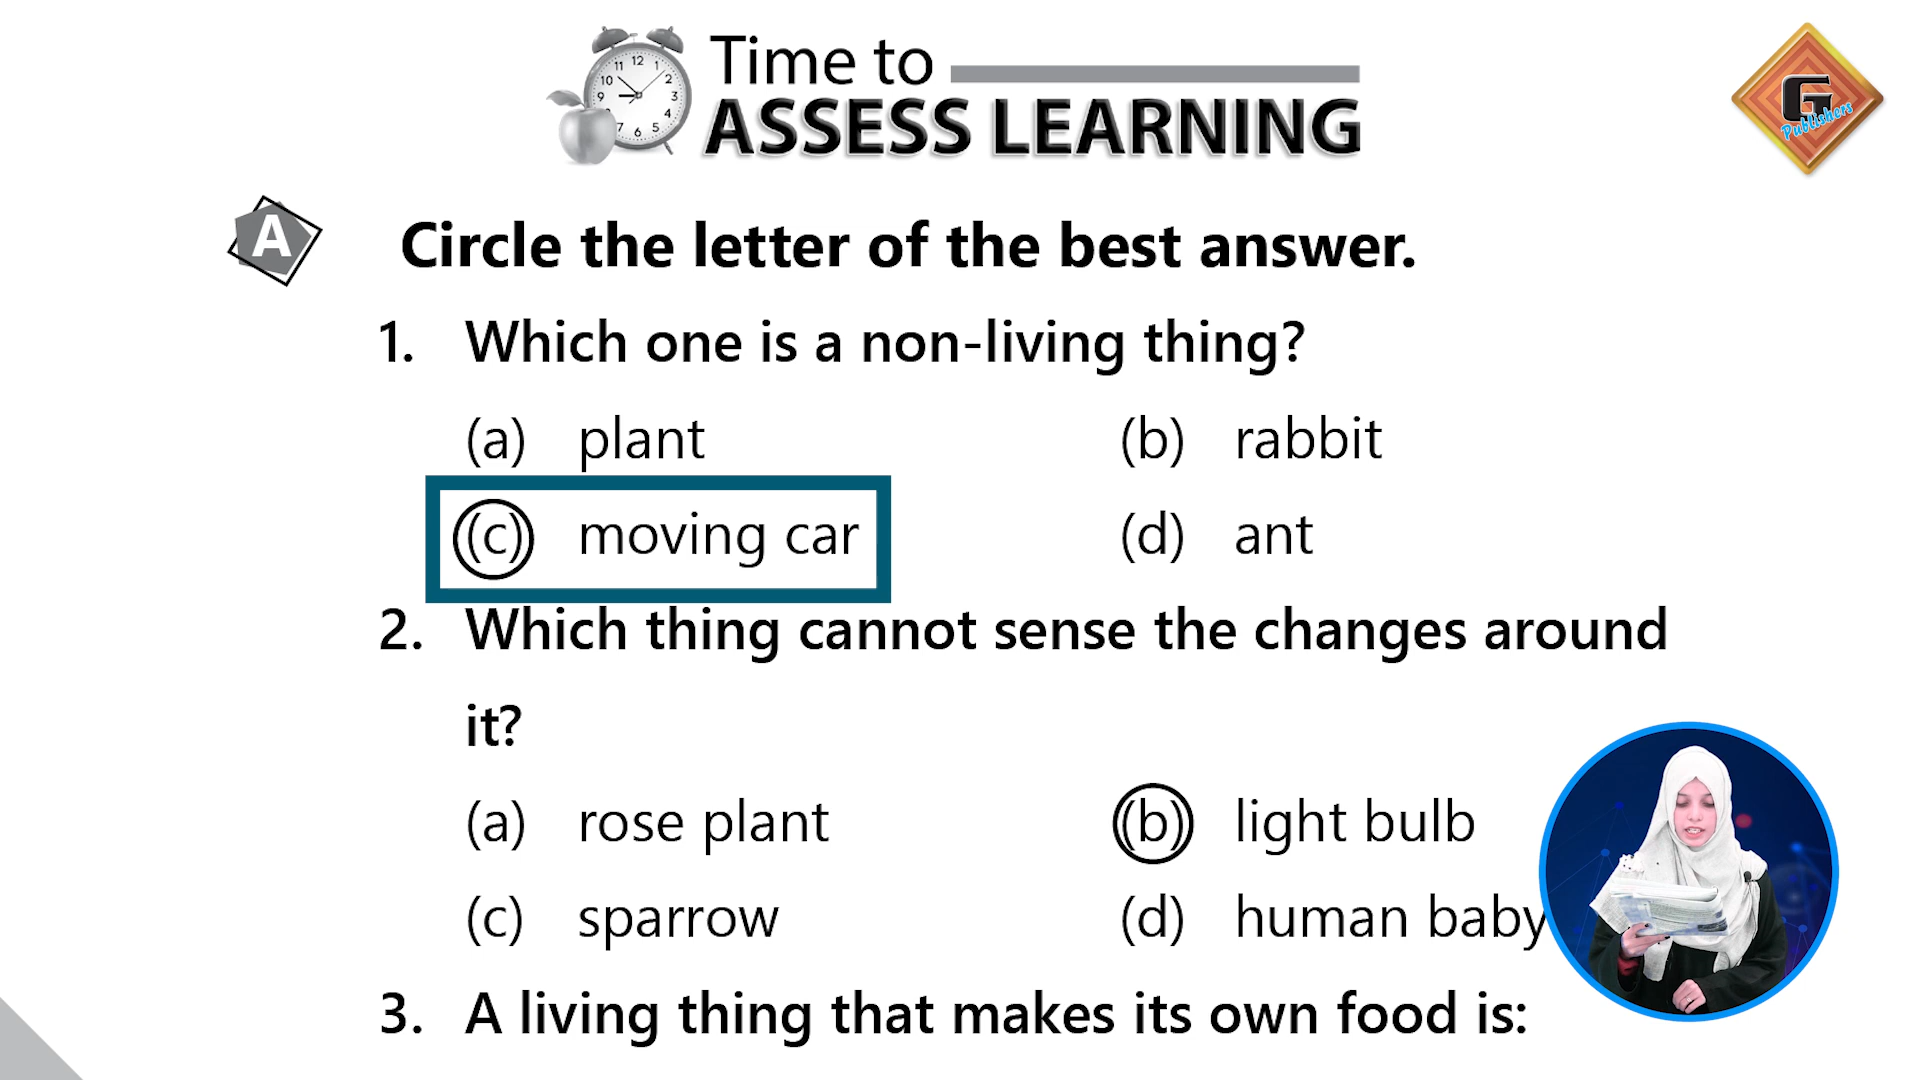 Time to
ASSESS LEARNING
G
Publishers
A Circle the letter of the best answer.
1. Which one is a non-living thing?
(a) plant (b) rabbit
(c) moving car (d) ant
2. Which thing cannot sense the changes around
it?
(a) rose plant (b) light bulb
(c) sparrow (d) human baby
3. A living thing that makes its own food is: